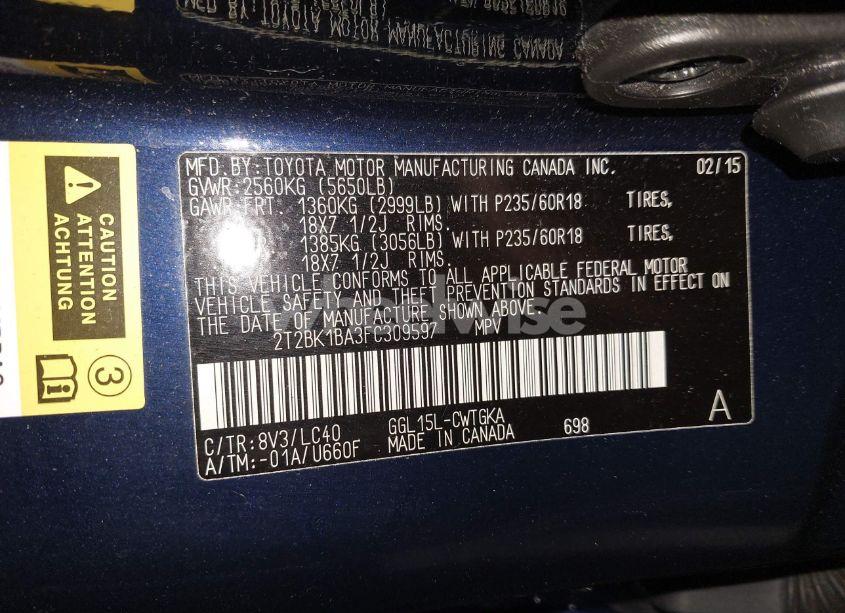 MFD. BY: TOYOTA MOTOR MANUFACTURING CANADA INC. 02/15
GVWR: 2560KG (5650LB)
GAWR: FRT. 1360KG (2999LB) WITH P235/60R18 TIRES,
18X7 1/2J RIMS.
1385KG (3056LB) WITH P235/60R18 TIRES,
18X7 1/2J RIMS.
THIS VEHICLE CONFORMS TO ALL APPLICABLE FEDERAL MOTOR
VEHICLE SAFETY AND THEFT PREVENTION STANDARDS IN EFFECT ON
THE DATE OF MANUFACTURE SHOWN ABOVE.
2T2BK1BA3FC309597 MPV
wheelwise
A
C/TR: 8V3/LC40 GGL15L-CWTGKA
A/TM: -01A/U660F MADE IN CANADA 698
CAUTION
ATTENTION
ACHTUNG
3